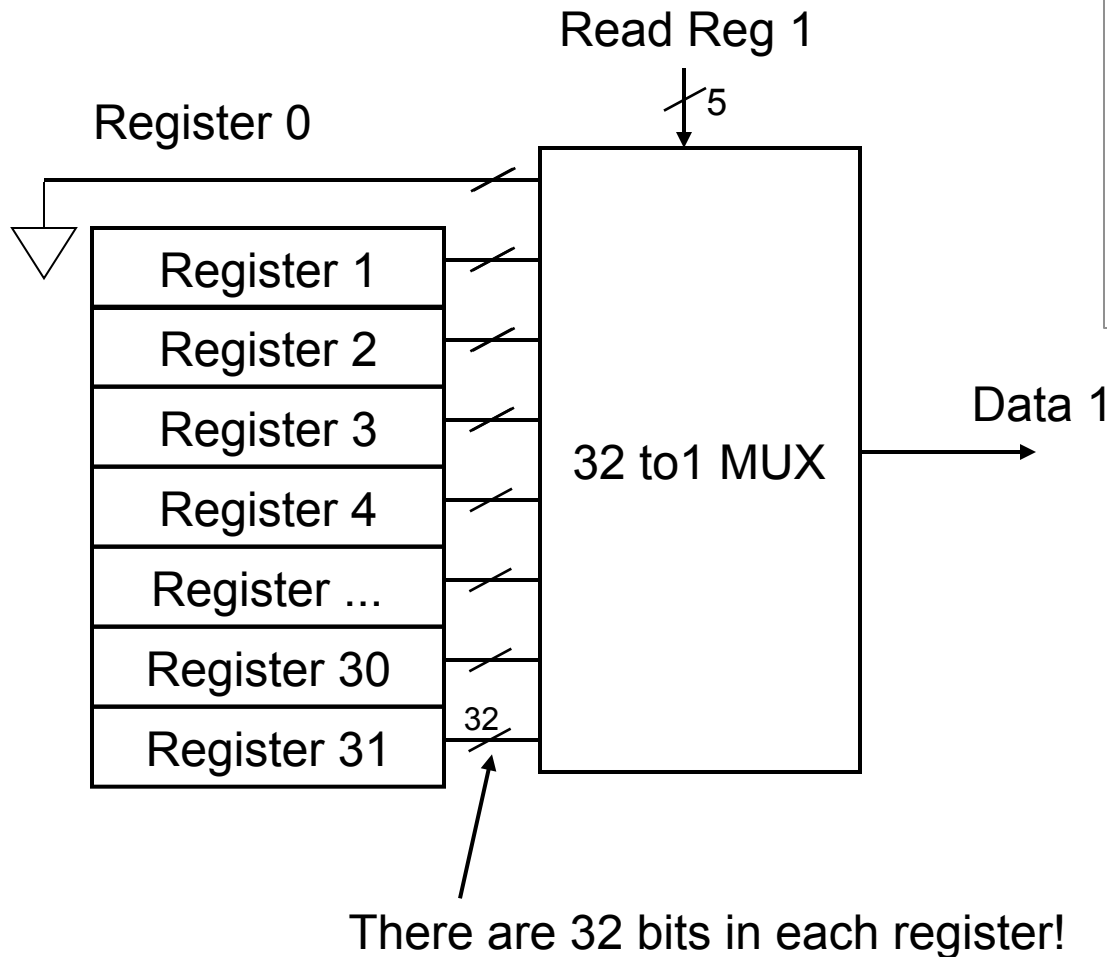 Read Reg 1
5
Register 0
Register 1
Register 2
Register 3
Register 4
Register ...
Register 30
Register 31
32
32 to1 MUX
Data 1
There are 32 bits in each register!